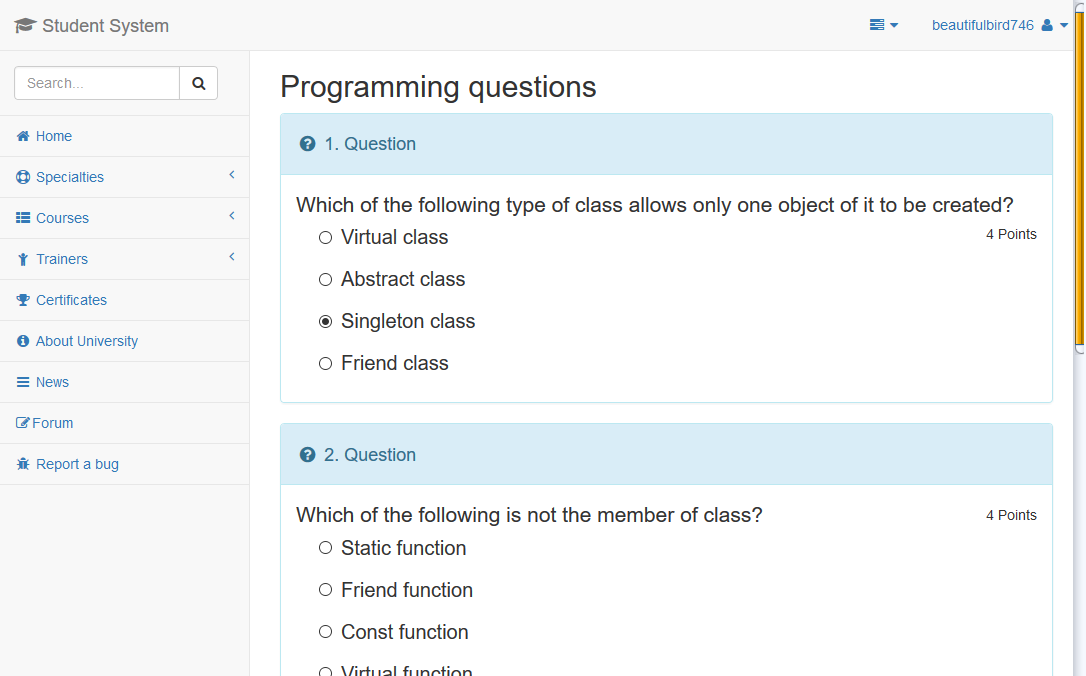 Student System
beautifulbird746
Search...
Home
Specialties
Courses
Trainers
Certificates
About University
News
Forum
Report a bug
Programming questions
1. Question
Which of the following type of class allows only one object of it to be created?
4 Points
Virtual class
Abstract class
Singleton class
Friend class
2. Question
Which of the following is not the member of class?
4 Points
Static function
Friend function
Const function
Virtual function